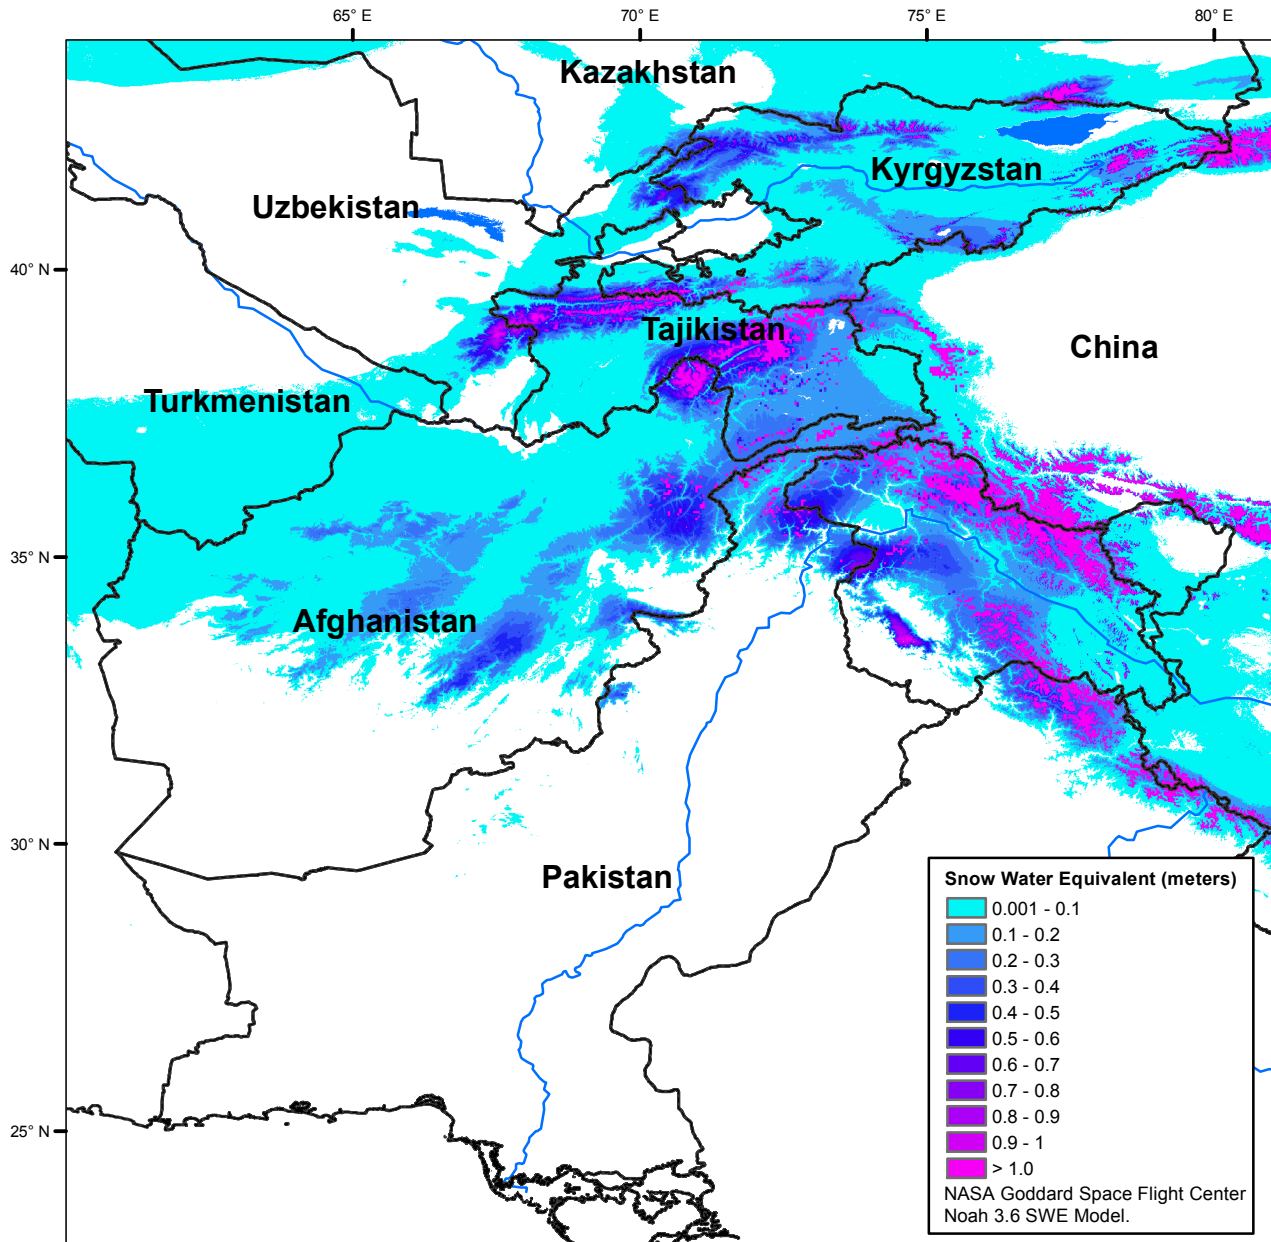 65° E
70° E
75° E
80° E
Kazakhstan
Kyrgyzstan
Uzbekistan
40° N
Tajikistan
China
Turkmenistan
35° N
Afghanistan
30° N
Pakistan
25° N
Snow Water Equivalent (meters)
0.001 - 0.1
0.1 - 0.2
0.2 - 0.3
0.3 - 0.4
0.4 - 0.5
0.5 - 0.6
0.6 - 0.7
0.7 - 0.8
0.8 - 0.9
0.9 - 1
> 1.0
NASA Goddard Space Flight Center
Noah 3.6 SWE Model.